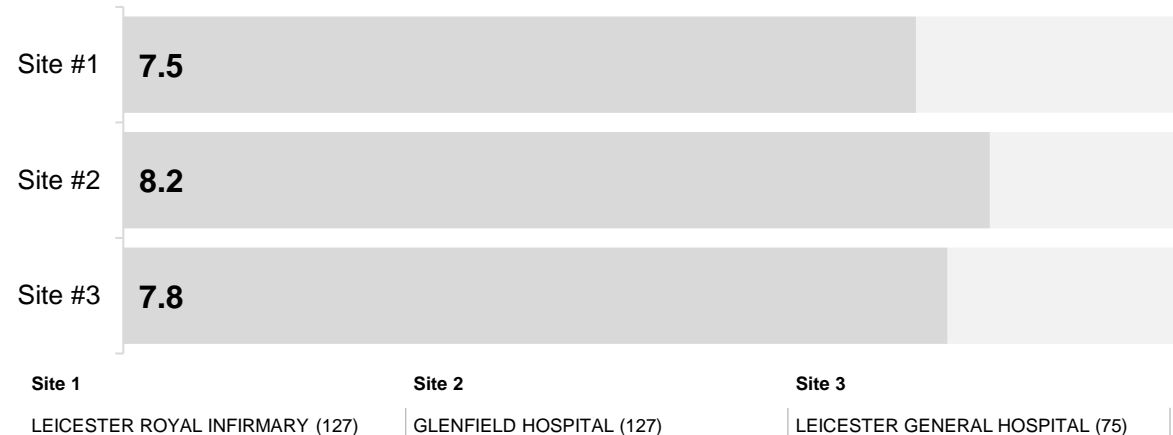 Site #1 7.5
Site #2 8.2
Site #3 7.8
Site 1 Site 2 Site 3
LEICESTER ROYAL INFIRMARY (127) GLENFIELD HOSPITAL (127) LEICESTER GENERAL HOSPITAL (75)